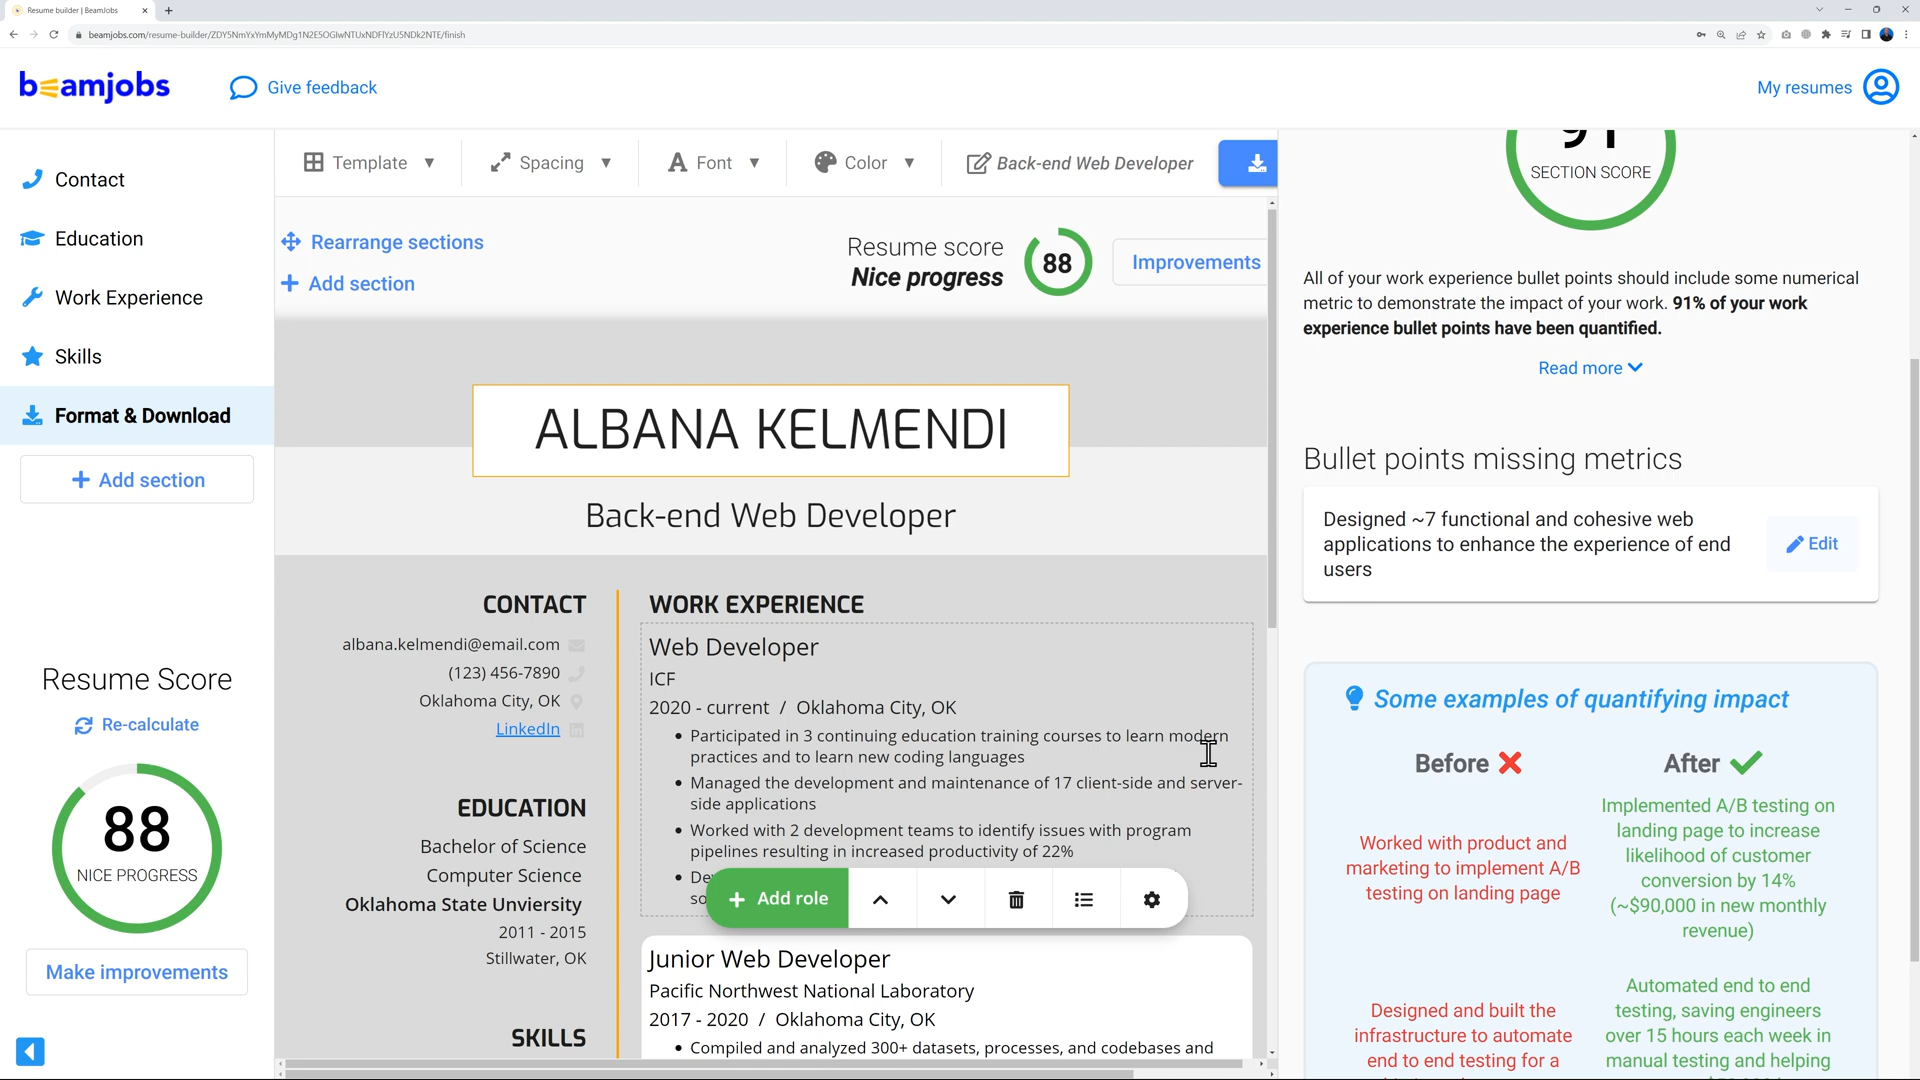 Resume builder | BeamJobs
beamjobs.com/resume-builder/ZDY5NmYxYmMyMDg1N2E5OGIwNTUxNDFlYzU5NDk2NTE/finish
beamjobs
Give feedback
My resumes
Contact
Education
Work Experience
Skills
Format & Download
Add section
Resume Score
Re-calculate
88
NICE PROGRESS
Make improvements
Template
Spacing
Font
Color
Back-end Web Developer
Rearrange sections
Add section
Resume score
Nice progress
88
Improvements
ALBANA KELMENDI
Back-end Web Developer
CONTACT
albana.kelmendi@email.com
(123) 456-7890
Oklahoma City, OK
LinkedIn
EDUCATION
Bachelor of Science
Computer Science
Oklahoma State Unviersity
2011 - 2015
Stillwater, OK
SKILLS
WORK EXPERIENCE
Web Developer
ICF
2020 - current / Oklahoma City, OK
• Participated in 3 continuing education training courses to learn modern
practices and to learn new coding languages
• Managed the development and maintenance of 17 client-side and server-
side applications
• Worked with 2 development teams to identify issues with program
pipelines resulting in increased productivity of 22%
Add role
Junior Web Developer
Pacific Northwest National Laboratory
2017 - 2020 / Oklahoma City, OK
• Compiled and analyzed 300+ datasets, processes, and codebases and
91
SECTION SCORE
All of your work experience bullet points should include some numerical
metric to demonstrate the impact of your work. 91% of your work
experience bullet points have been quantified.
Read more
Bullet points missing metrics
Designed ~7 functional and cohesive web
applications to enhance the experience of end
users
Edit
Some examples of quantifying impact
Before
After
Worked with product and
marketing to implement A/B
testing on landing page
Implemented A/B testing on
landing page to increase
likelihood of customer
conversion by 14%
(~$90,000 in new monthly
revenue)
Designed and built the
infrastructure to automate
end to end testing for a
Automated end to end
testing, saving engineers
over 15 hours each week in
manual testing and helping